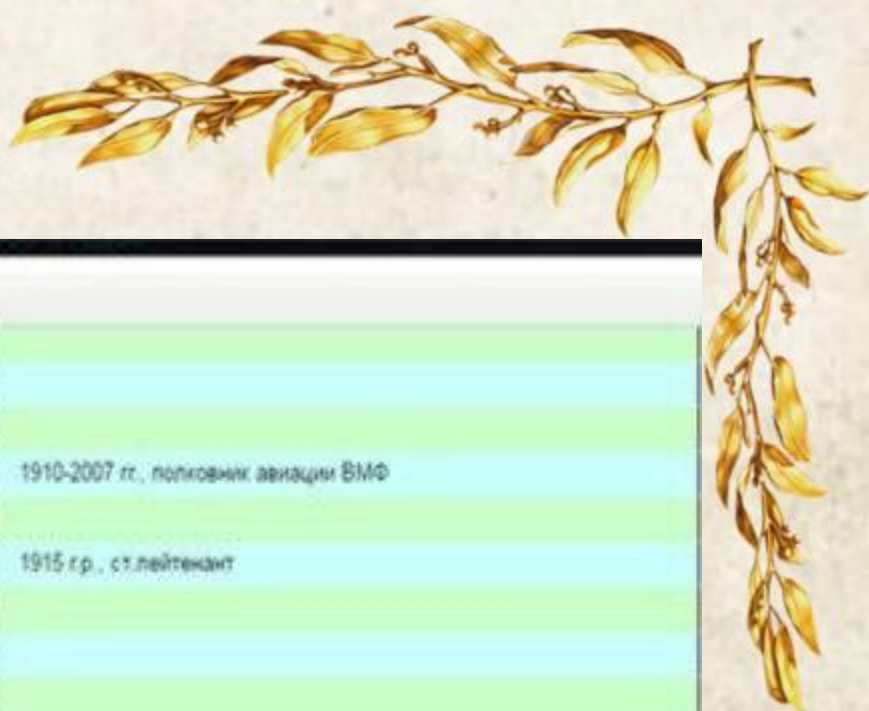 1910-2007 гг., полковник авиации ВМФ
1915 г.р., ст.лейтенант